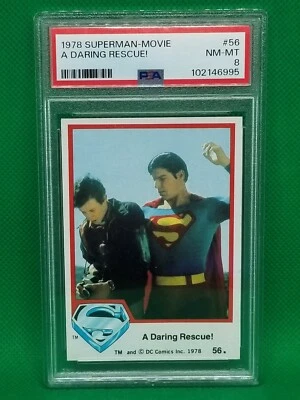 1978 SUPERMAN-MOVIE #56
A DARING RESCUE! NM-MT
8
PSA 102146995
S
TM A Daring Rescue!
TM and © DC Comics Inc. 1978 56.